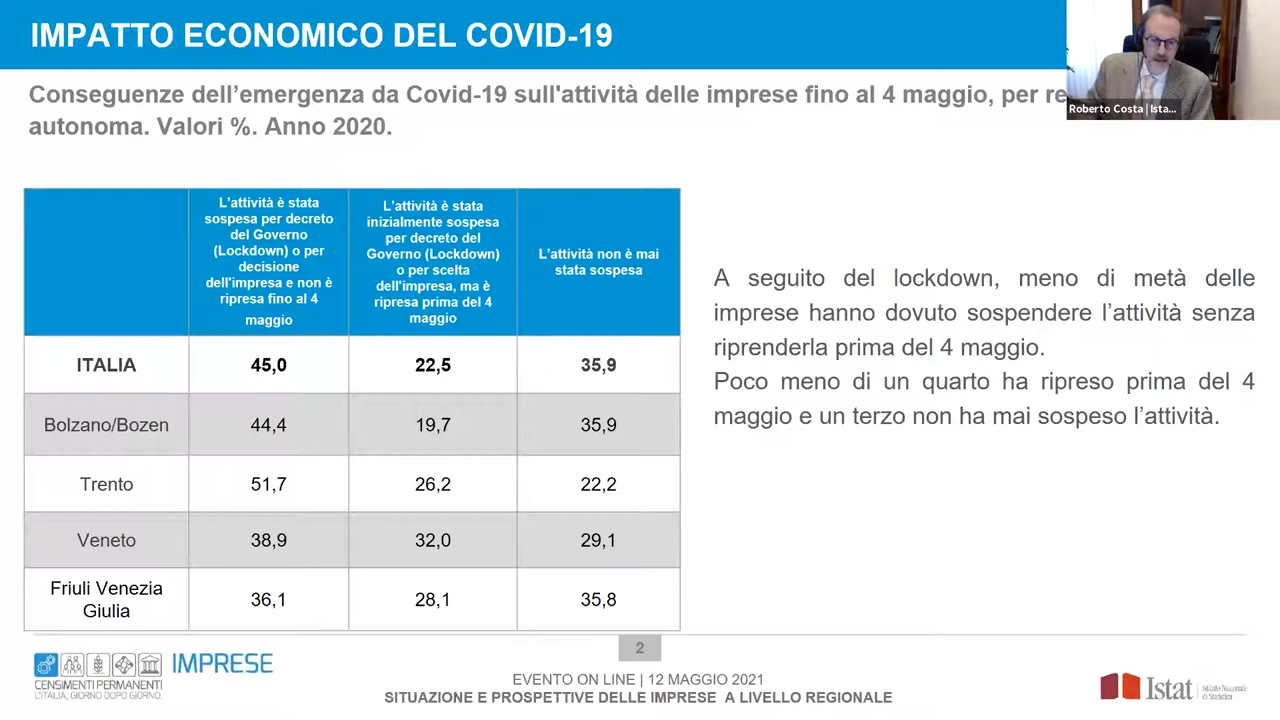 IMPATTO ECONOMICO DEL COVID-19
Conseguenze dell’emergenza da Covid-19 sull'attività delle imprese fino al 4 maggio, per re
autonoma. Valori %. Anno 2020.
Roberto Costa | Ista...
L’attività è stata
sospesa per decreto
del Governo
(Lockdown) o per
decisione
dell'impresa e non è
ripresa fino al 4
maggio
L’attività è stata
inizialmente sospesa
per decreto del
Governo (Lockdown)
o per scelta
dell'impresa, ma è
ripresa prima del 4
maggio
L’attività non è mai
stata sospesa
ITALIA 45,0 22,5 35,9
Bolzano/Bozen 44,4 19,7 35,9
Trento 51,7 26,2 22,2
Veneto 38,9 32,0 29,1
Friuli Venezia
Giulia 36,1 28,1 35,8
A seguito del lockdown, meno di metà delle
imprese hanno dovuto sospendere l’attività senza
riprenderla prima del 4 maggio.
Poco meno di un quarto ha ripreso prima del 4
maggio e un terzo non ha mai sospeso l’attività.
2
IMPRESE
CENSIMENTI PERMANENTI
L'ITALIA, GIORNO DOPO GIORNO.
EVENTO ON LINE | 12 MAGGIO 2021
SITUAZIONE E PROSPETTIVE DELLE IMPRESE A LIVELLO REGIONALE
Istat
Istituto Nazionale
di Statistica